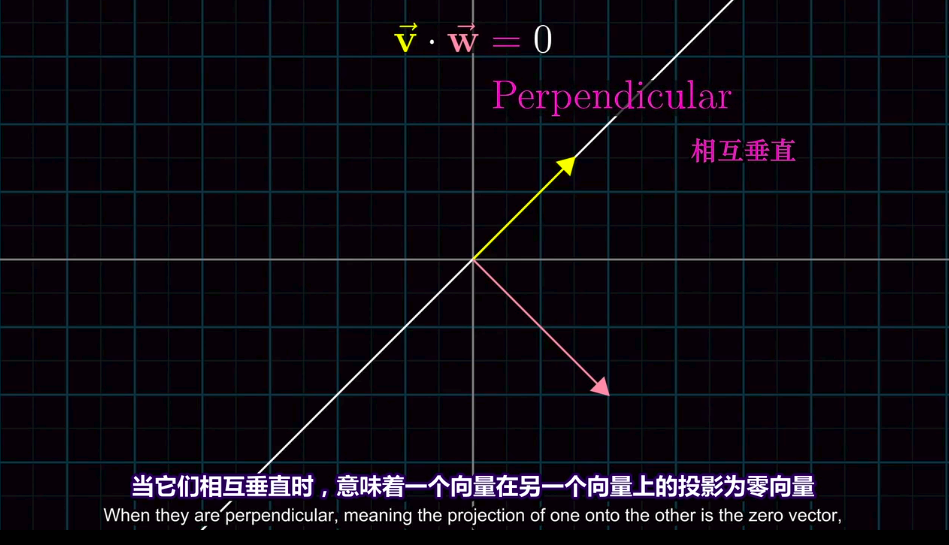 v⃗ · w⃗ = 0
Perpendicular
相互垂直
当它们相互垂直时，意味着一个向量在另一个向量上的投影为零向量
When they are perpendicular, meaning the projection of one onto the other is the zero vector,